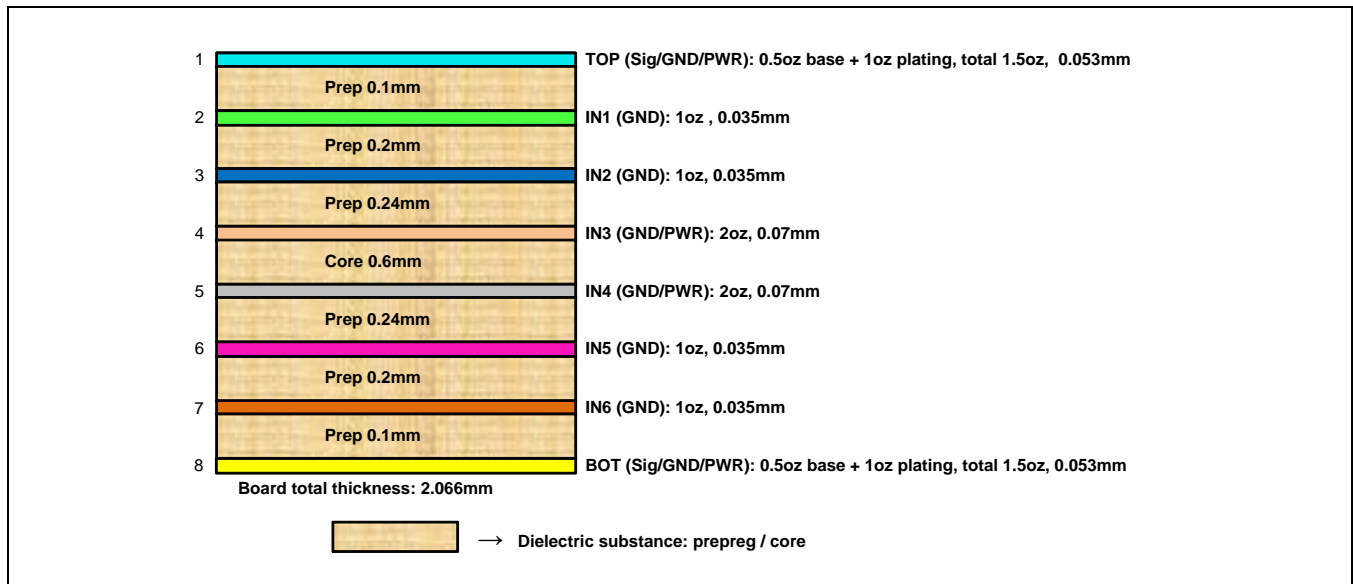 1 TOP (Sig/GND/PWR): 0.5oz base + 1oz plating, total 1.5oz, 0.053mm
Prep 0.1mm
2 IN1 (GND): 1oz , 0.035mm
Prep 0.2mm
3 IN2 (GND): 1oz, 0.035mm
Prep 0.24mm
4 IN3 (GND/PWR): 2oz, 0.07mm
Core 0.6mm
5 IN4 (GND/PWR): 2oz, 0.07mm
Prep 0.24mm
6 IN5 (GND): 1oz, 0.035mm
Prep 0.2mm
7 IN6 (GND): 1oz, 0.035mm
Prep 0.1mm
8 BOT (Sig/GND/PWR): 0.5oz base + 1oz plating, total 1.5oz, 0.053mm
Board total thickness: 2.066mm
→ Dielectric substance: prepreg / core